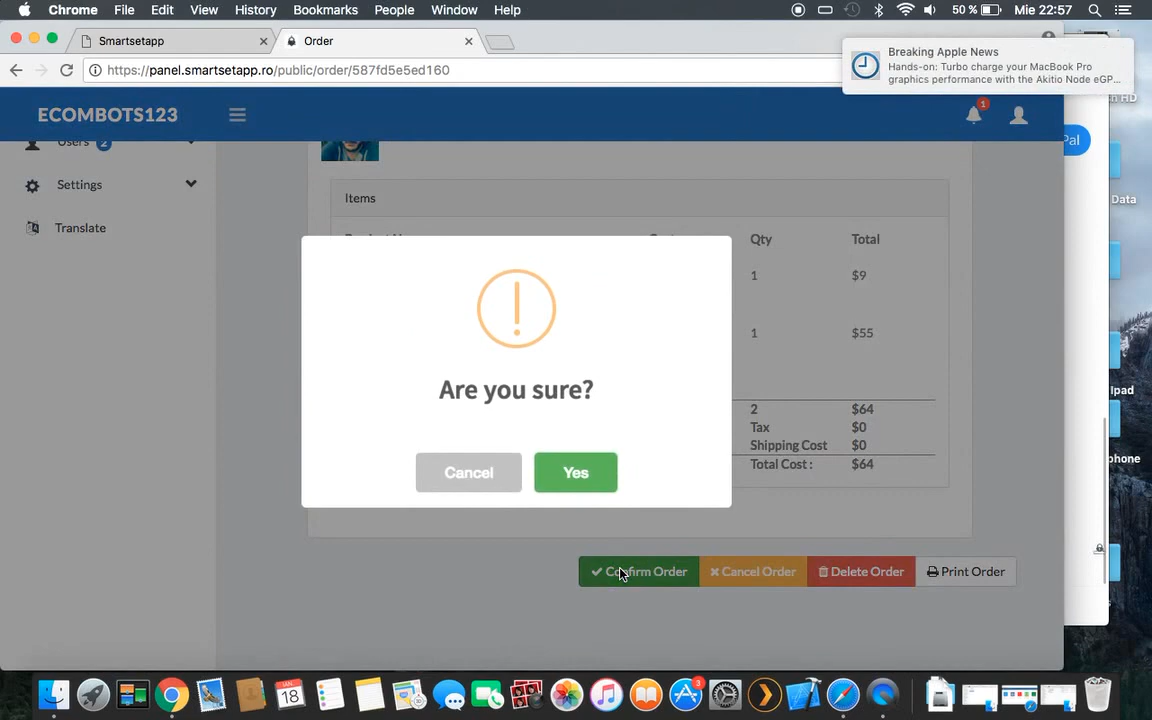 Chrome File Edit View History Bookmarks People Window Help 50 % Mie 22:57
Smartsetapp Order
https://panel.smartsetapp.ro/public/order/587fd5e5ed160
Breaking Apple News
Hands-on: Turbo charge your MacBook Pro
graphics performance with the Akitio Node eGP...
ECOMBOTS123 1
Pal
Users 2
Settings
Translate
Items
Qty Total
1 $9
1 $55
2 $64
Tax $0
Shipping Cost $0
Total Cost : $64
Are you sure?
Cancel Yes
Confirm Order Cancel Order Delete Order Print Order
Data
Ipad
phone
JAN 18 3